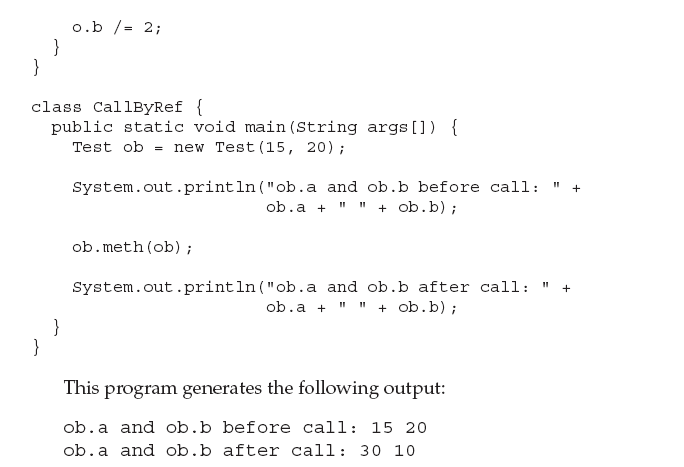 o.b /= 2;
}
}
class CallByRef {
public static void main(String args[]) {
Test ob = new Test(15, 20);
System.out.println("ob.a and ob.b before call: " +
ob.a + " " + ob.b);
ob.meth(ob);
System.out.println("ob.a and ob.b after call: " +
ob.a + " " + ob.b);
}
}
This program generates the following output:
ob.a and ob.b before call: 15 20
ob.a and ob.b after call: 30 10